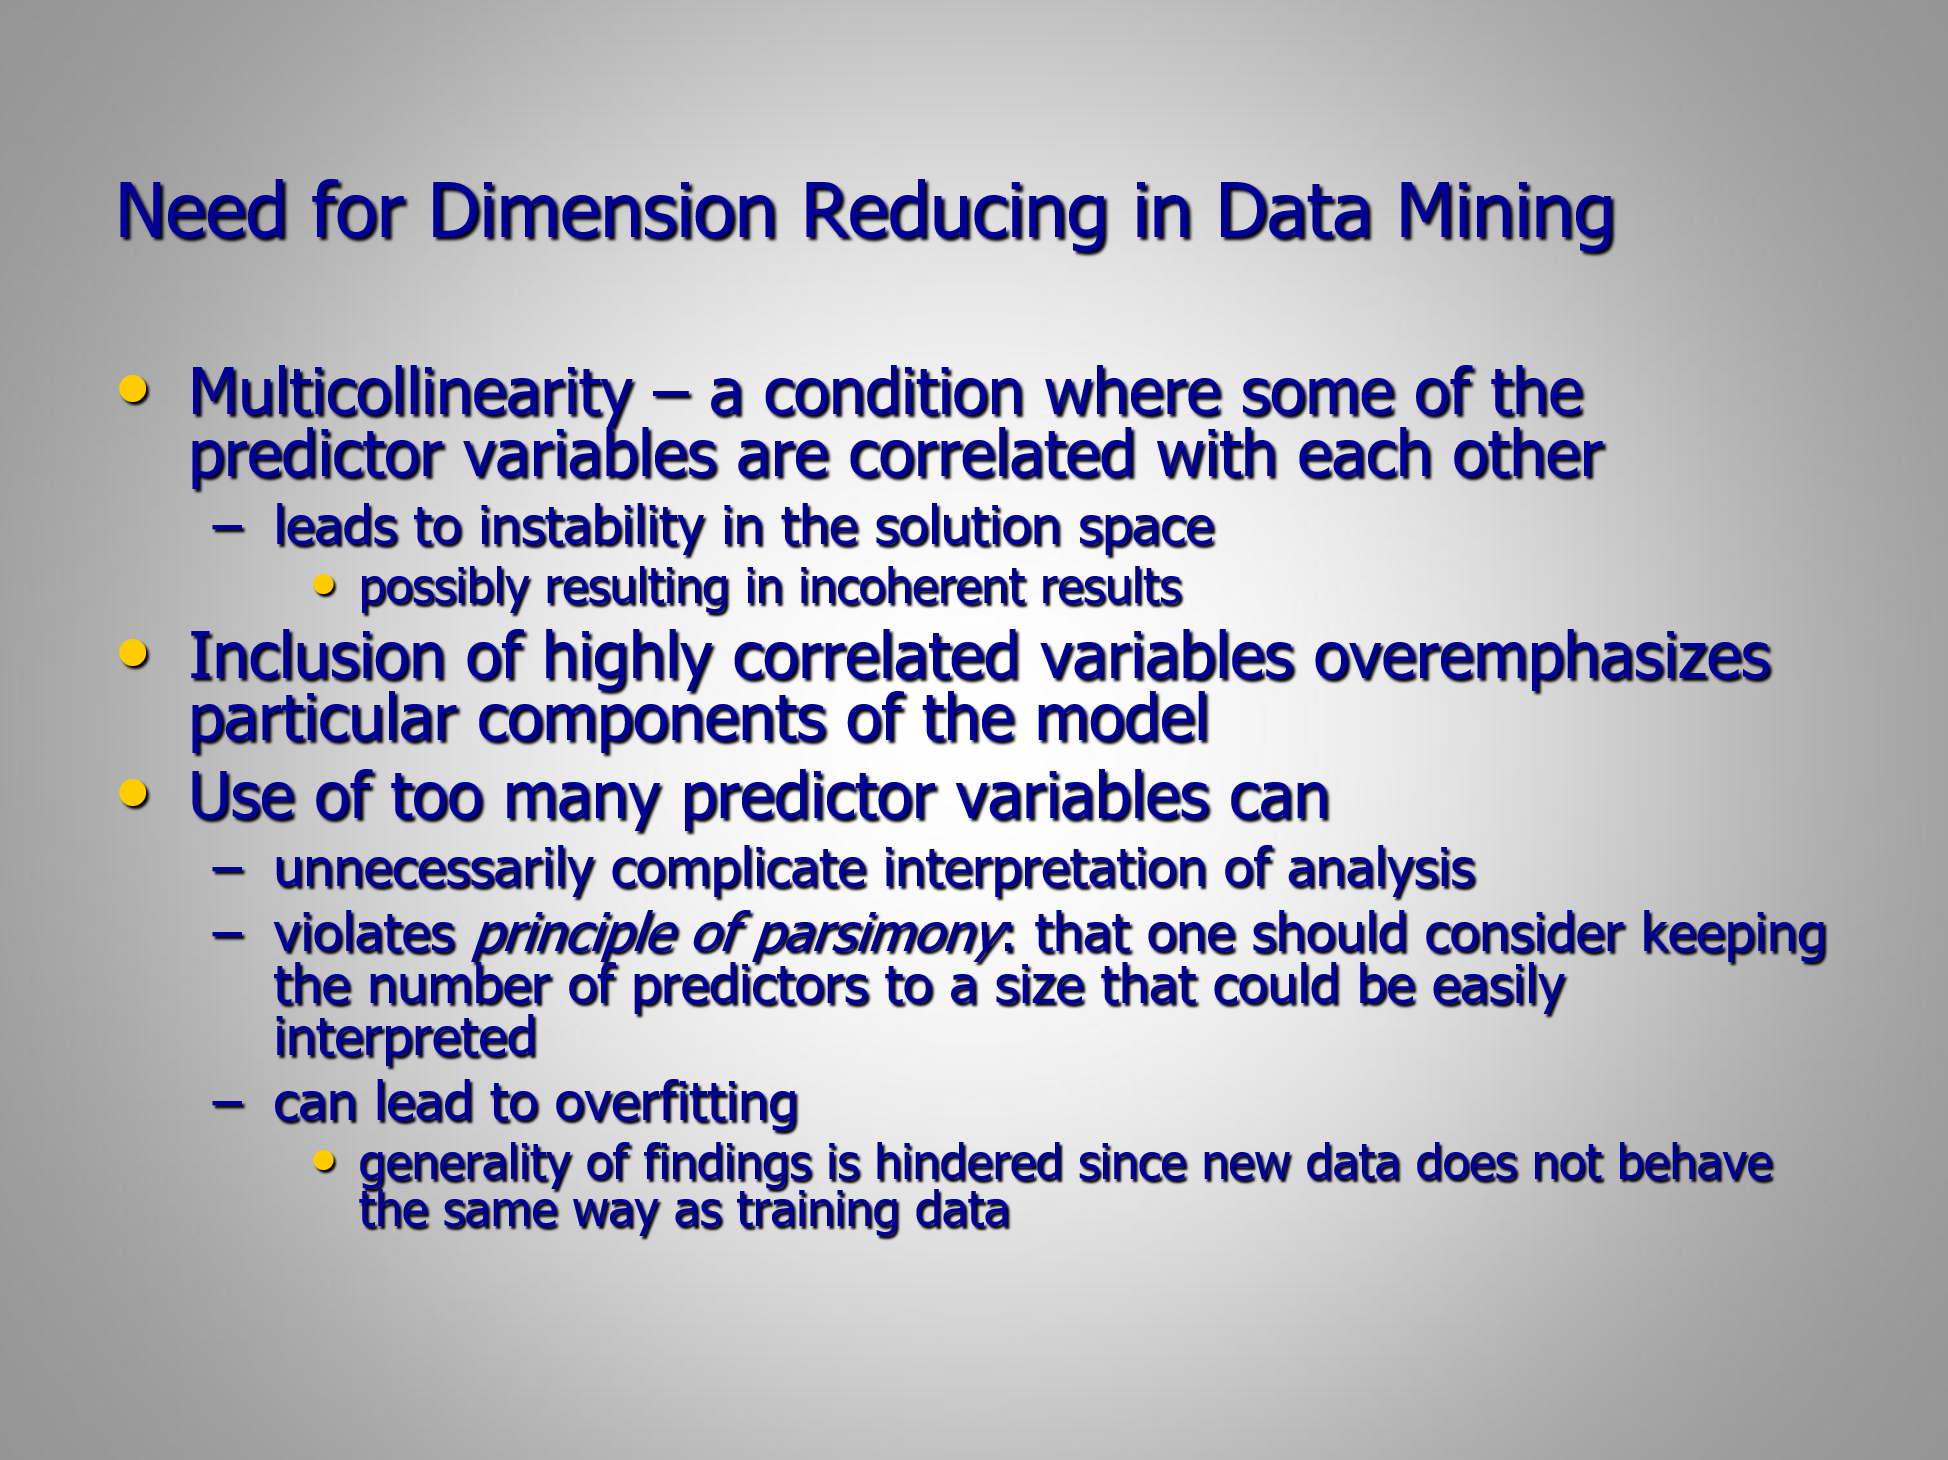 Need for Dimension Reducing in Data Mining
• Multicollinearity – a condition where some of the
predictor variables are correlated with each other
– leads to instability in the solution space
• possibly resulting in incoherent results
• Inclusion of highly correlated variables overemphasizes
particular components of the model
• Use of too many predictor variables can
– unnecessarily complicate interpretation of analysis
– violates principle of parsimony: that one should consider keeping
the number of predictors to a size that could be easily
interpreted
– can lead to overfitting
• generality of findings is hindered since new data does not behave
the same way as training data